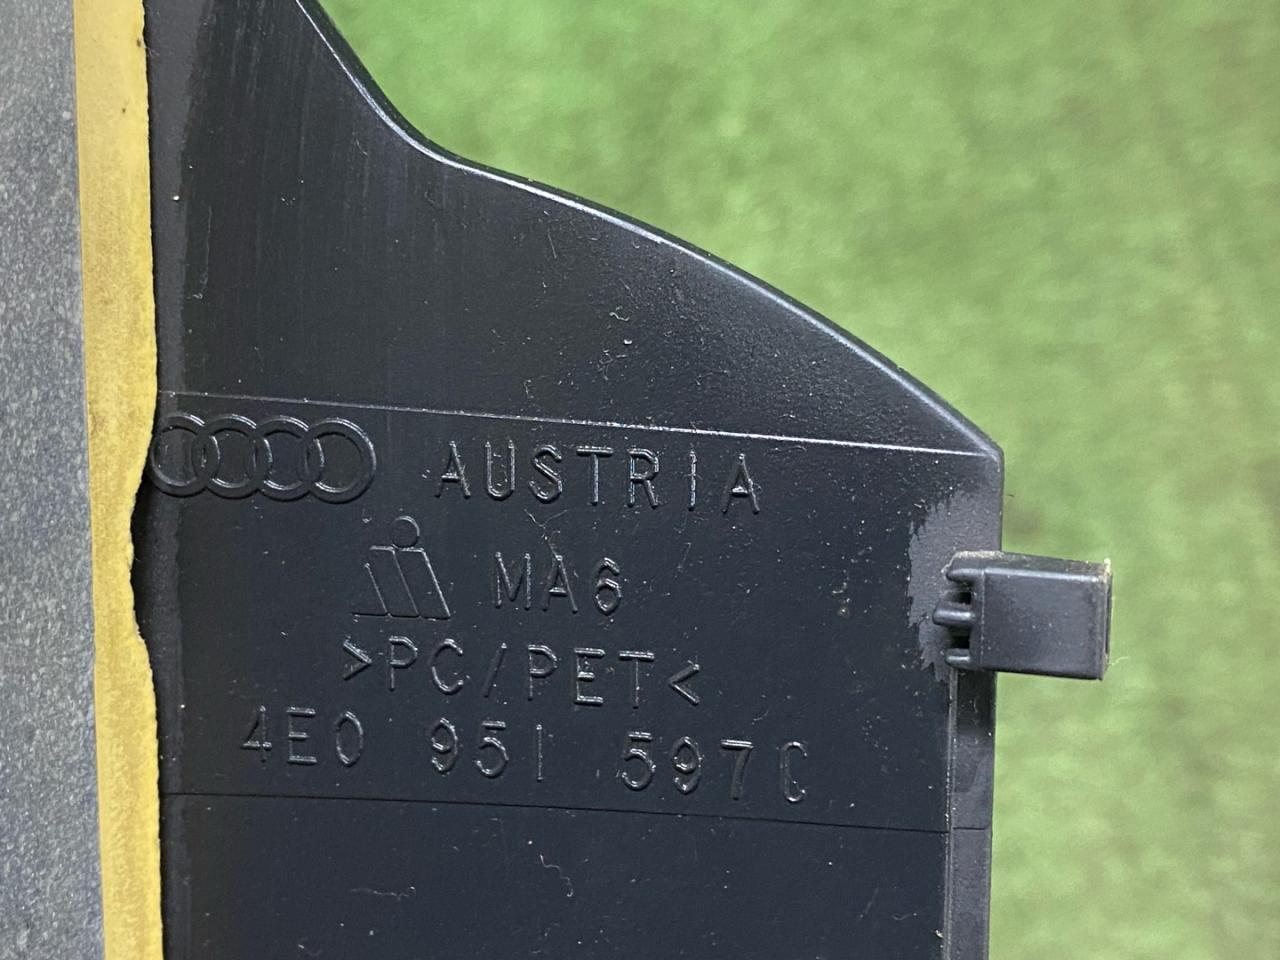 AUSTRIA
MA6
>PC/PET<
4E0 951 597C